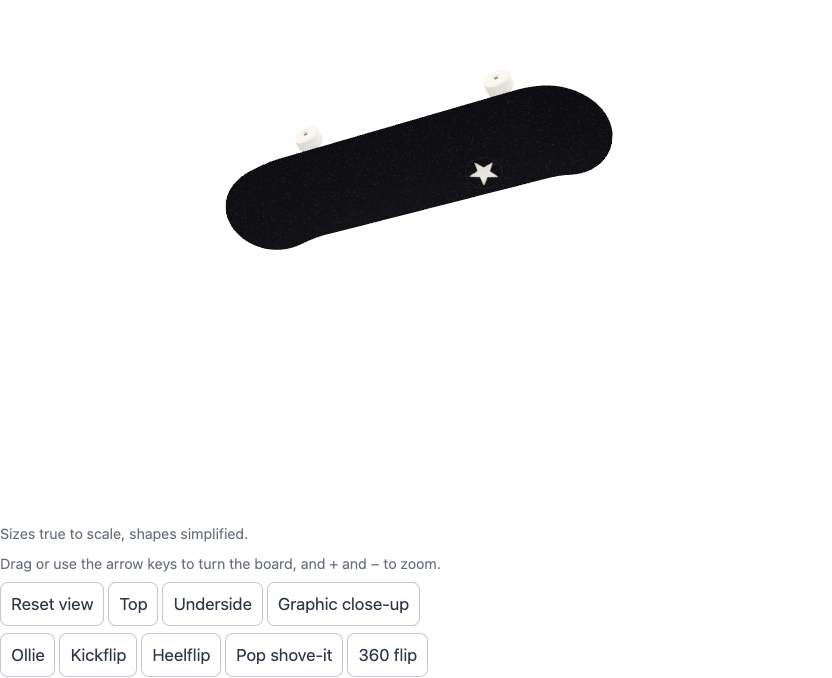 Sizes true to scale, shapes simplified.
Drag or use the arrow keys to turn the board, and + and – to zoom.
Reset view Top Underside Graphic close-up
Ollie Kickflip Heelflip Pop shove-it 360 flip